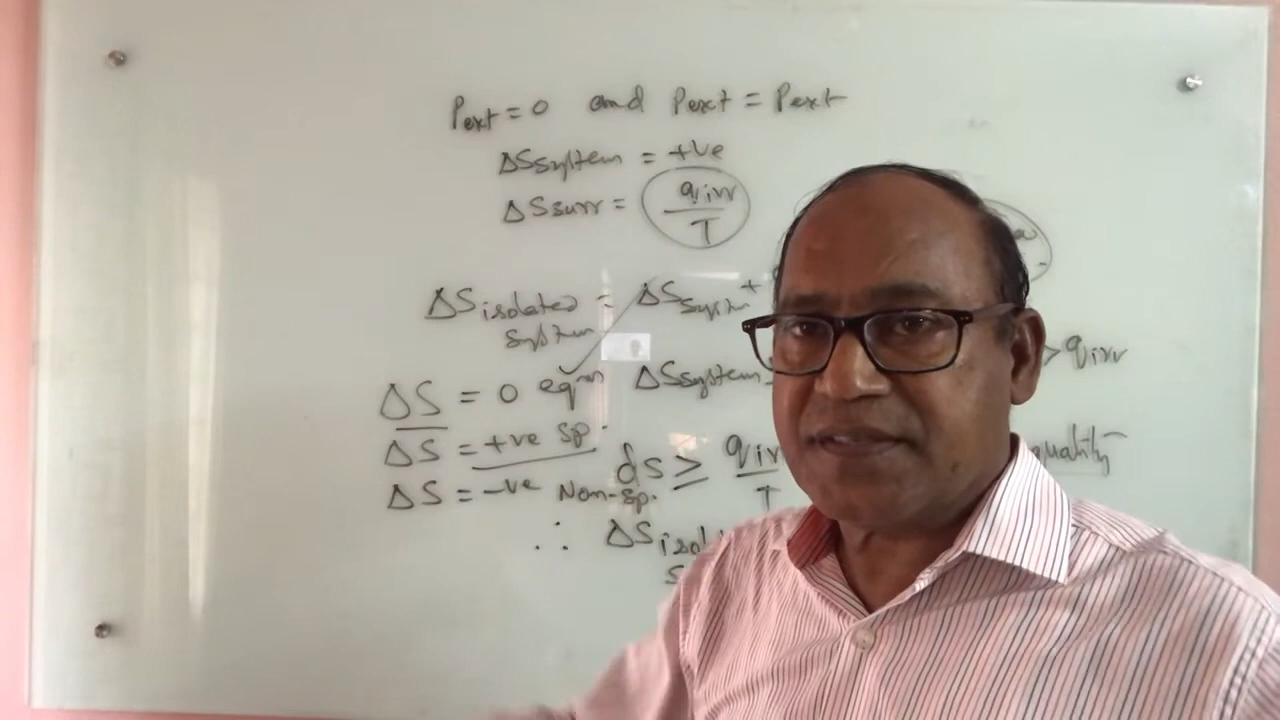 Pext = 0 and Pext = Pext
ΔSsystem = +ve
ΔSsurr = qirr
T
ΔSisolated = ΔSsystem +
system
ΔS = 0 eqm ΔSsystem
> qirr
ΔS = +ve sp.
dS ≥ qirr
T
ΔS = -ve Non-sp.
∴ ΔSisol